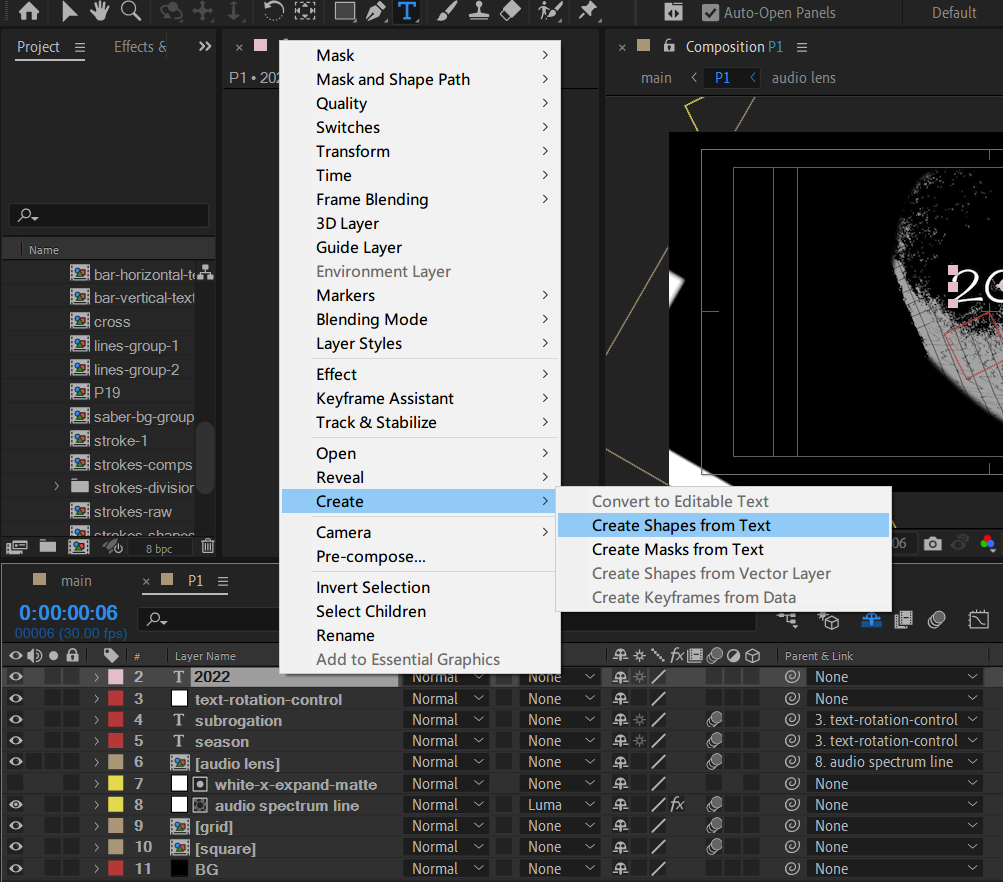 Auto-Open Panels
Default
Project
Effects &
Composition P1
P1 • 202
main
P1
audio lens
Mask
Mask and Shape Path
Quality
Switches
Transform
Time
Frame Blending
3D Layer
Guide Layer
Environment Layer
Markers
Blending Mode
Layer Styles
Effect
Keyframe Assistant
Track & Stabilize
Open
Reveal
Create
Camera
Pre-compose...
Invert Selection
Select Children
Rename
Add to Essential Graphics
Convert to Editable Text
Create Shapes from Text
Create Masks from Text
Create Shapes from Vector Layer
Create Keyframes from Data
20
Name
bar-horizontal-te
bar-vertical-text
cross
lines-group-1
lines-group-2
P19
saber-bg-group
stroke-1
strokes-comps
strokes-division
strokes-raw
strokes-shapes
8 bpc
06
main
P1
0:00:00:06
00006 (30.00 fps)
# Layer Name
Parent & Link
2 T 2022 Normal None None
3 text-rotation-control Normal None None
4 T subrogation Normal None 3. text-rotation-control
5 T season Normal None 3. text-rotation-control
6 [audio lens] Normal None 8. audio spectrum line
7 white-x-expand-matte Normal None None
8 audio spectrum line Normal Luma fx None
9 [grid] Normal None None
10 [square] Normal None None
11 BG Normal None None